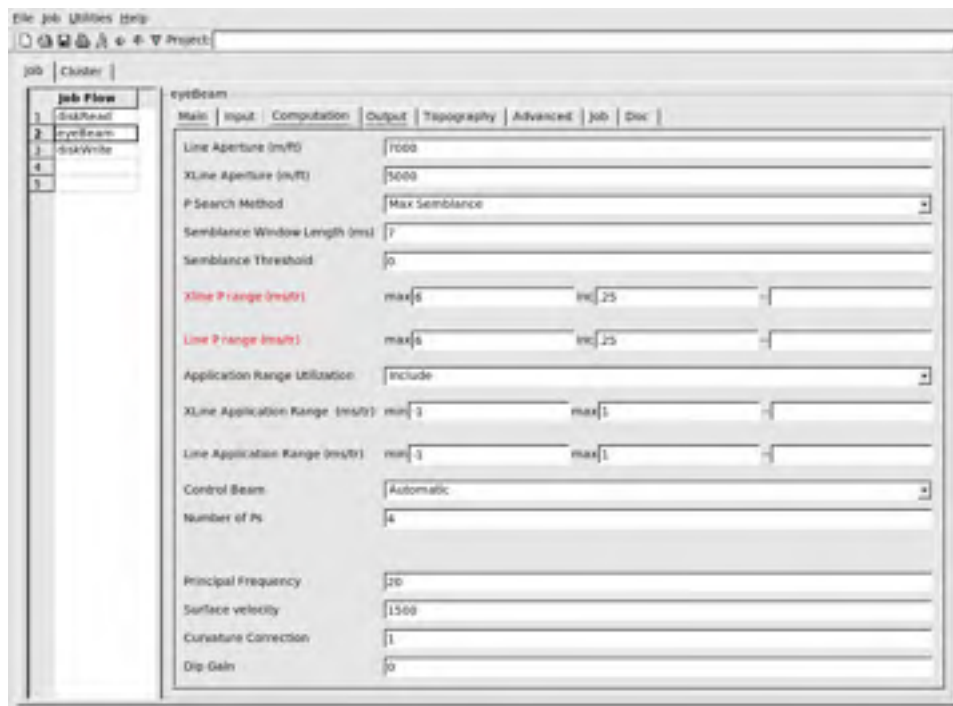 File Job Utilities Help
Project:
Job Cluster
Job Flow
1 diskRead
2 eyeBeam
3 diskWrite
4
5
eyeBeam
Main Input Computation Output Topography Advanced Job Doc
Line Aperture (m/ft) 7000
XLine Aperture (m/ft) 5000
P Search Method Max Semblance
Semblance Window Length (ms) 7
Semblance Threshold 0
Xline P range (ms/tr) max 6 inc .25
Line P range (ms/tr) max 6 inc .25
Application Range Utilization Include
XLine Application Range (ms/tr) min -1 max 1
Line Application Range (ms/tr) min -1 max 1
Control Beam Automatic
Number of Ps 4
Principal Frequency 20
Surface velocity 1500
Curvature Correction 1
Dip Gain 0